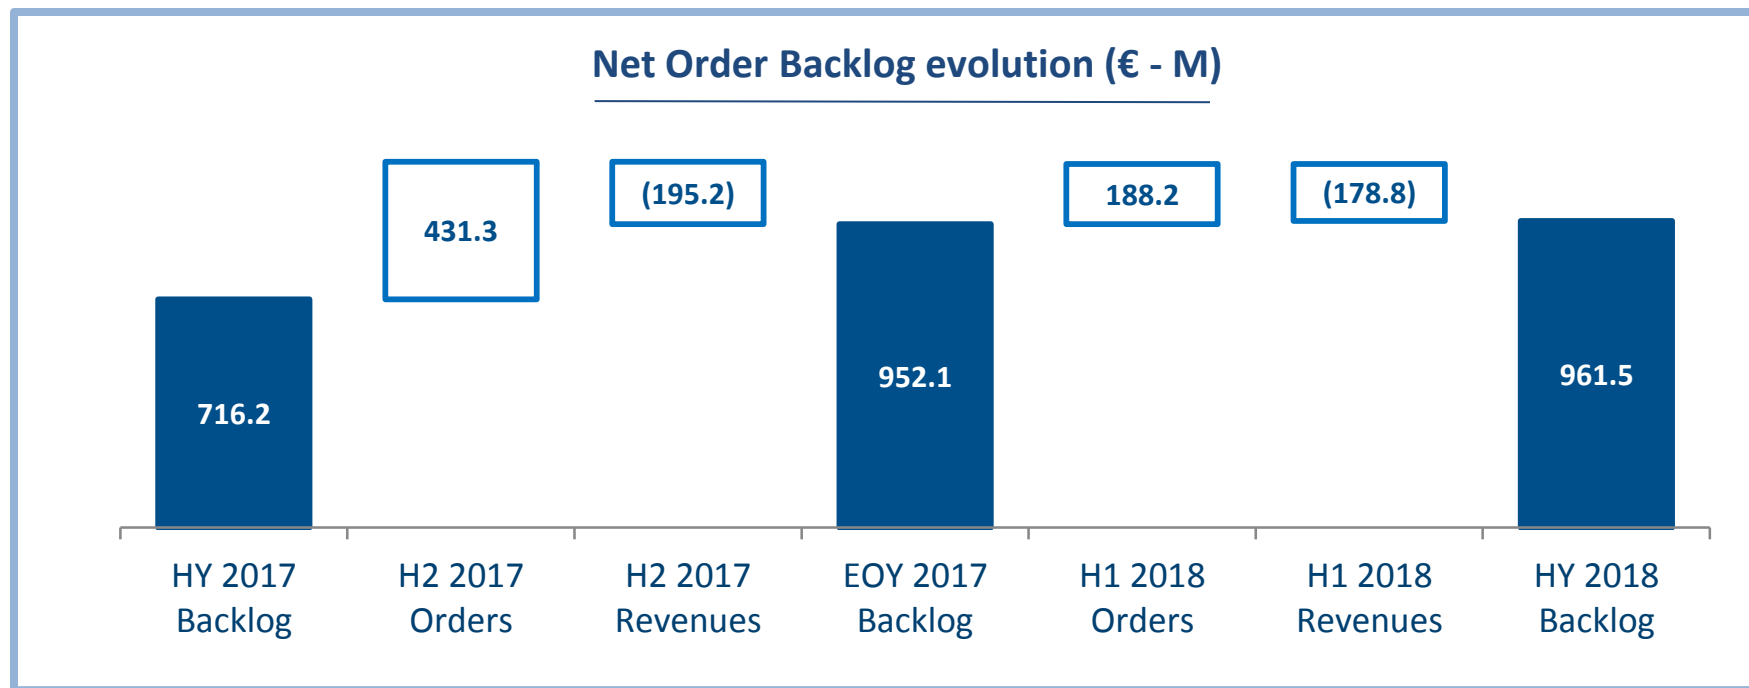 Net Order Backlog evolution (€ - M)
716.2
431.3
(195.2)
952.1
188.2
(178.8)
961.5
HY 2017
Backlog
H2 2017
Orders
H2 2017
Revenues
EOY 2017
Backlog
H1 2018
Orders
H1 2018
Revenues
HY 2018
Backlog